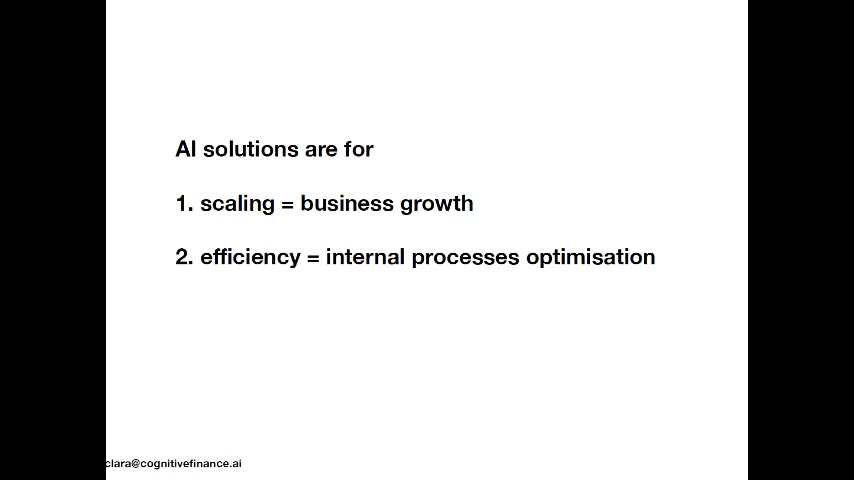 AI solutions are for
1. scaling = business growth
2. efficiency = internal processes optimisation
clara@cognitivefinance.ai